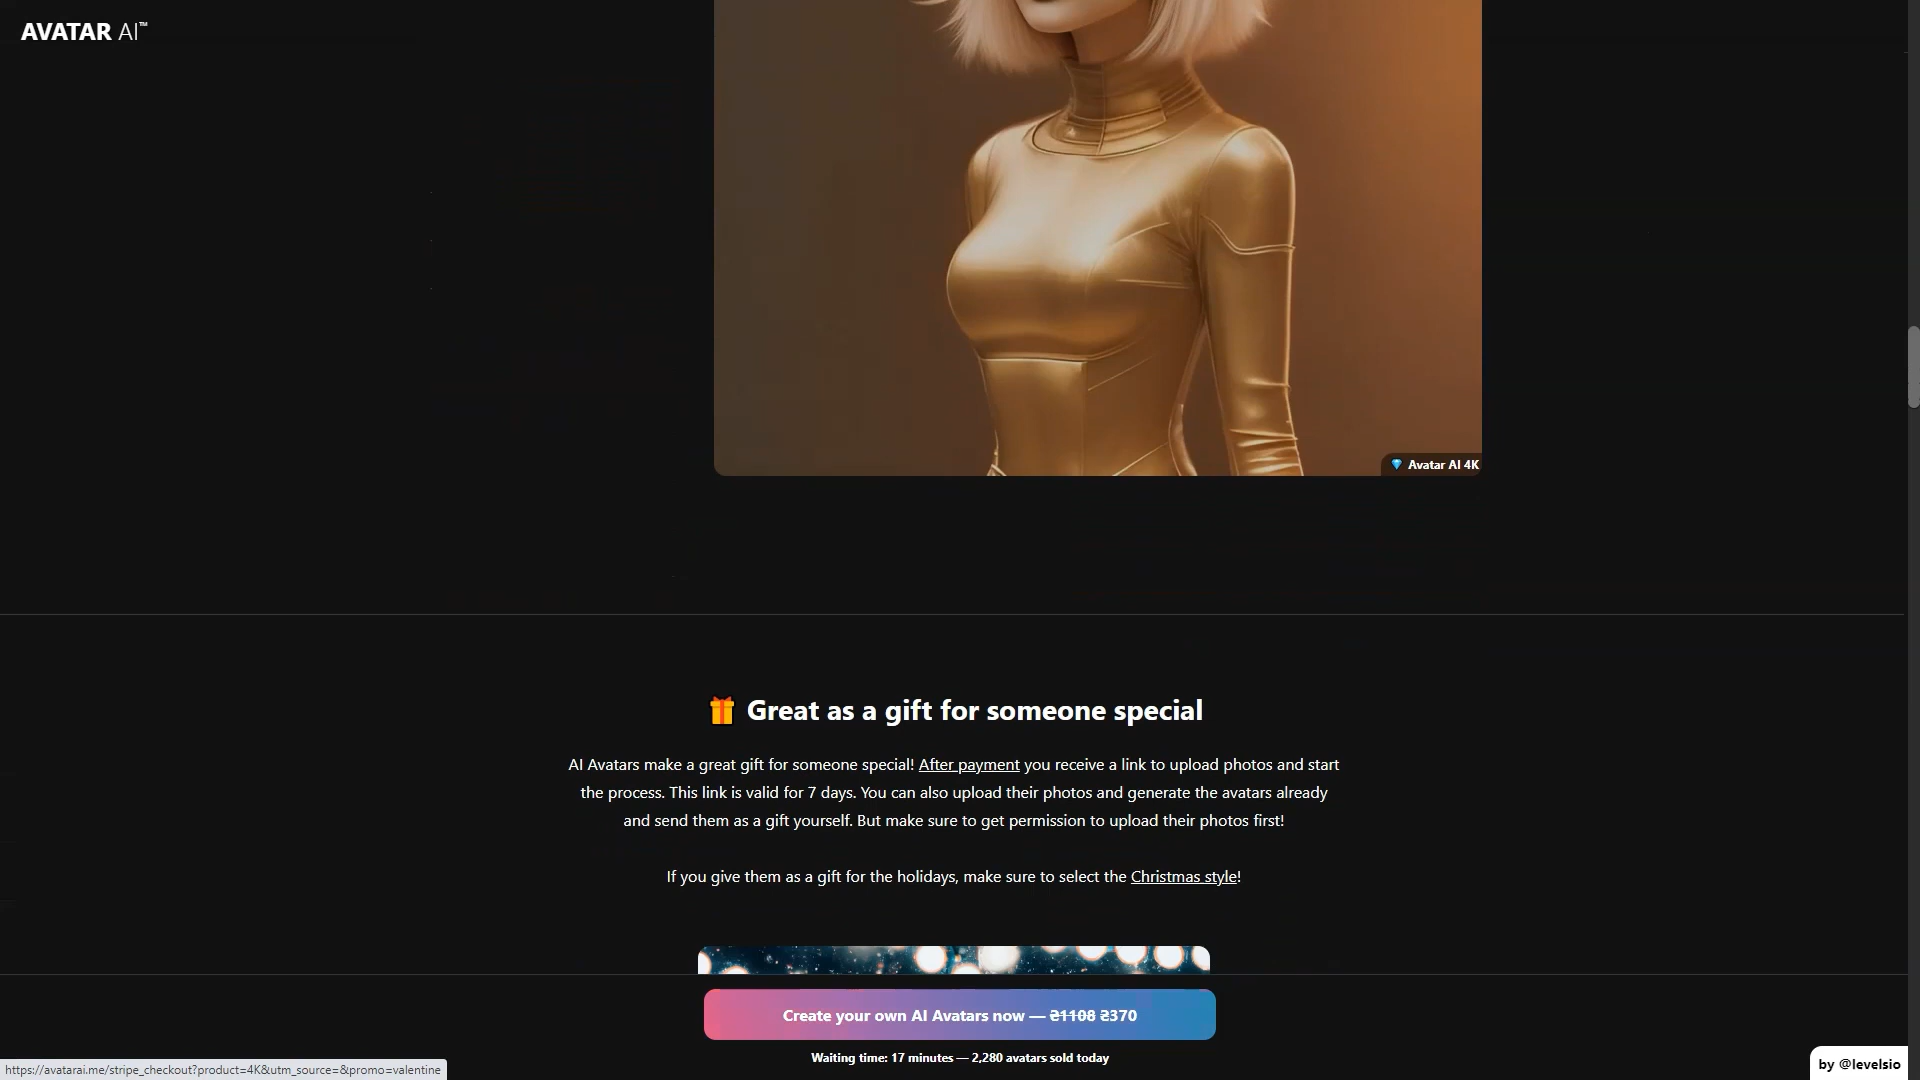 AVATAR AI™
Avatar AI 4K
Great as a gift for someone special
AI Avatars make a great gift for someone special! After payment you receive a link to upload photos and start
the process. This link is valid for 7 days. You can also upload their photos and generate the avatars already
and send them as a gift yourself. But make sure to get permission to upload their photos first!
If you give them as a gift for the holidays, make sure to select the Christmas style!
Create your own AI Avatars now — ₴1108 ₴370
Waiting time: 17 minutes — 2,280 avatars sold today
https://avatarai.me/stripe_checkout?product=4K&utm_source=&promo=valentine
by @levelsio